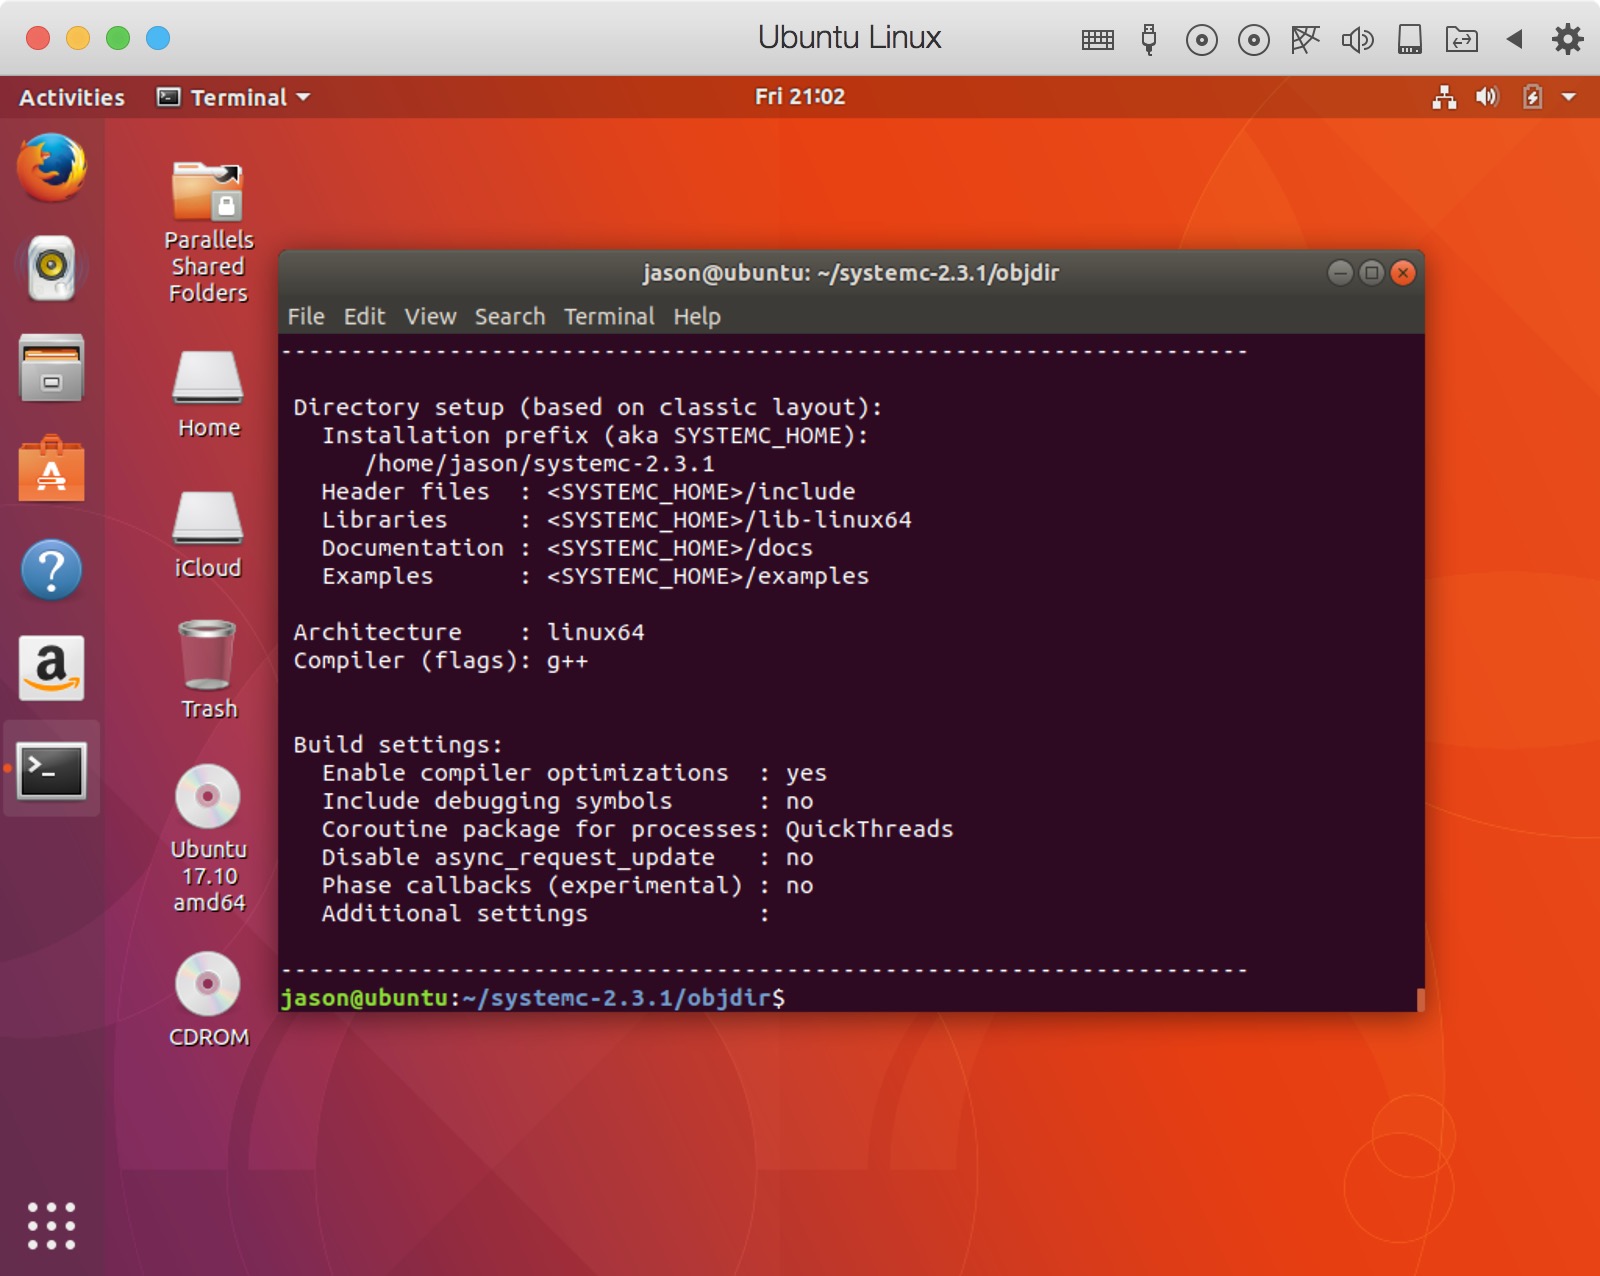 Ubuntu Linux
Activities
Terminal
Fri 21:02
Parallels
Shared
Folders
Home
iCloud
Trash
Ubuntu
17.10
amd64
CDROM
jason@ubuntu: ~/systemc-2.3.1/objdir
File Edit View Search Terminal Help
---------------------------------------------------------------------
Directory setup (based on classic layout):
Installation prefix (aka SYSTEMC_HOME):
/home/jason/systemc-2.3.1
Header files  : <SYSTEMC_HOME>/include
Libraries     : <SYSTEMC_HOME>/lib-linux64
Documentation : <SYSTEMC_HOME>/docs
Examples      : <SYSTEMC_HOME>/examples
Architecture    : linux64
Compiler (flags): g++
Build settings:
Enable compiler optimizations  : yes
Include debugging symbols      : no
Coroutine package for processes: QuickThreads
Disable async_request_update   : no
Phase callbacks (experimental) : no
Additional settings            :
---------------------------------------------------------------------
jason@ubuntu:~/systemc-2.3.1/objdir$